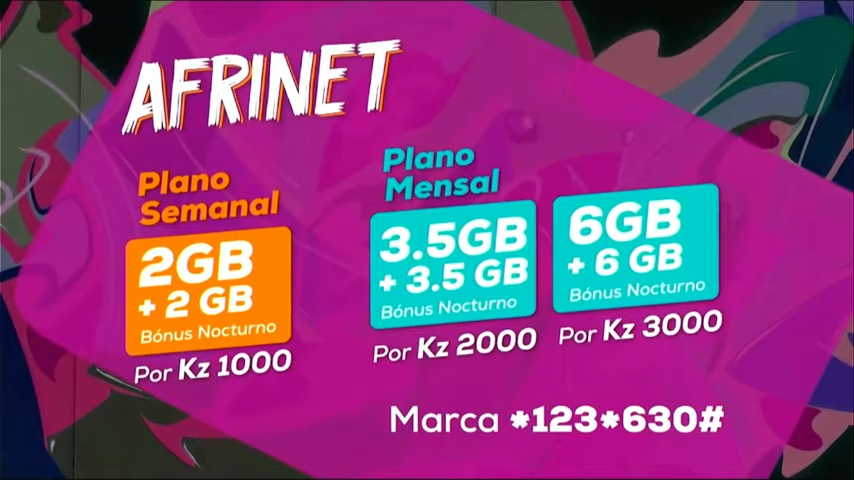 AFRINET
Plano
Semanal
2GB
+ 2 GB
Bónus Nocturno
Por Kz 1000
Plano
Mensal
3.5GB
+ 3.5 GB
Bónus Nocturno
Por Kz 2000
6GB
+ 6 GB
Bónus Nocturno
Por Kz 3000
Marca *123*630#